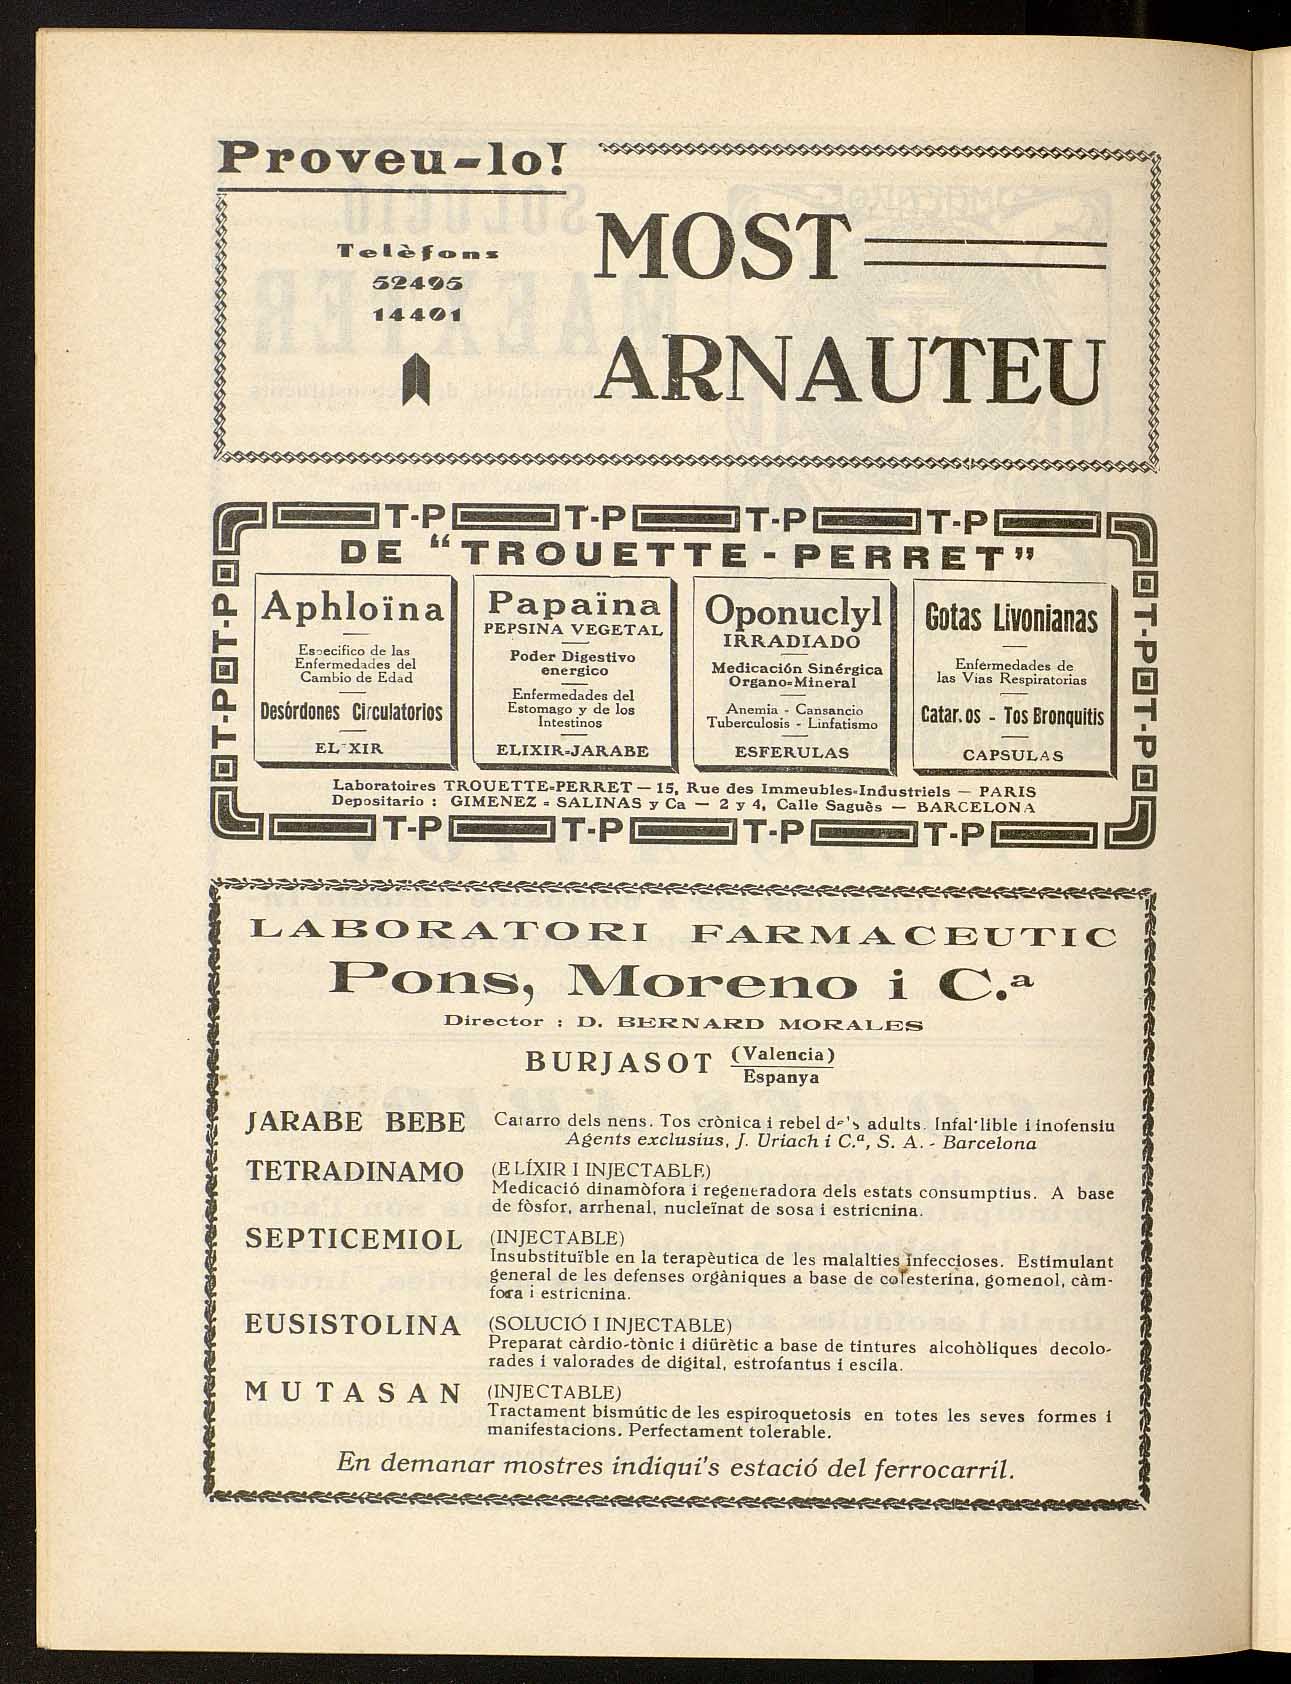 Proveu-lo!
Telèfons
52495
14401
MOST
ARNAUTEU
T-P T-P T-P T-P
DE "TROUETTE - PERRET"
Aphloïna
Especifico de las
Enfermedades del
Cambio de Edad
Desórdones Circulatorios
EL XIR
Papaïna
PEPSINA VEGETAL
Poder Digestivo
energico
Enfermedades del
Estomago y de los
Intestinos
ELIXIR-JARABE
Oponuclyl
IRRADIADO
Medicación Sinérgica
Organo-Mineral
Anemia - Cansancio
Tuberculosis - Linfatismo
ESFERULAS
Gotas Livonianas
Enfermedades de
las Vias Respiratorias
Catar.os - Tos Bronquitis
CAPSULAS
T-P T-P
T-P T-P
Laboratoires TROUETTE-PERRET — 15, Rue des Immeubles-Industriels — PARIS
Depositario : GIMENEZ - SALINAS y Ca — 2 y 4, Calle Saguès — BARCELONA
T-P T-P T-P T-P
LABORATORI FARMACEUTIC
Pons, Moreno i C.ª
Director : D. BERNARD MORALES
BURJASOT (Valencia)
Espanya
JARABE BEBE Catarro dels nens. Tos crònica i rebel de's adults. Infal·lible i inofensiu
Agents exclusius, J. Uriach i C.ª, S. A. - Barcelona
TETRADINAMO (ELÍXIR I INJECTABLE)
Medicació dinamòfora i regeneradora dels estats consumptius. A base
de fòsfor, arrhenal, nucleïnat de sosa i estricnina.
SEPTICEMIOL (INJECTABLE)
Insubstituïble en la terapèutica de les malalties infeccioses. Estimulant
general de les defenses orgàniques a base de colesterina, gomenol, càm-
fora i estricnina.
EUSISTOLINA (SOLUCIÓ I INJECTABLE)
Preparat càrdio-tònic i diürètic a base de tintures alcohòliques decolo-
rades i valorades de digital, estrofantus i escila.
MUTASAN (INJECTABLE)
Tractament bismútic de les espiroquetosis en totes les seves formes i
manifestacions. Perfectament tolerable.
En demanar mostres indiqui's estació del ferrocarril.